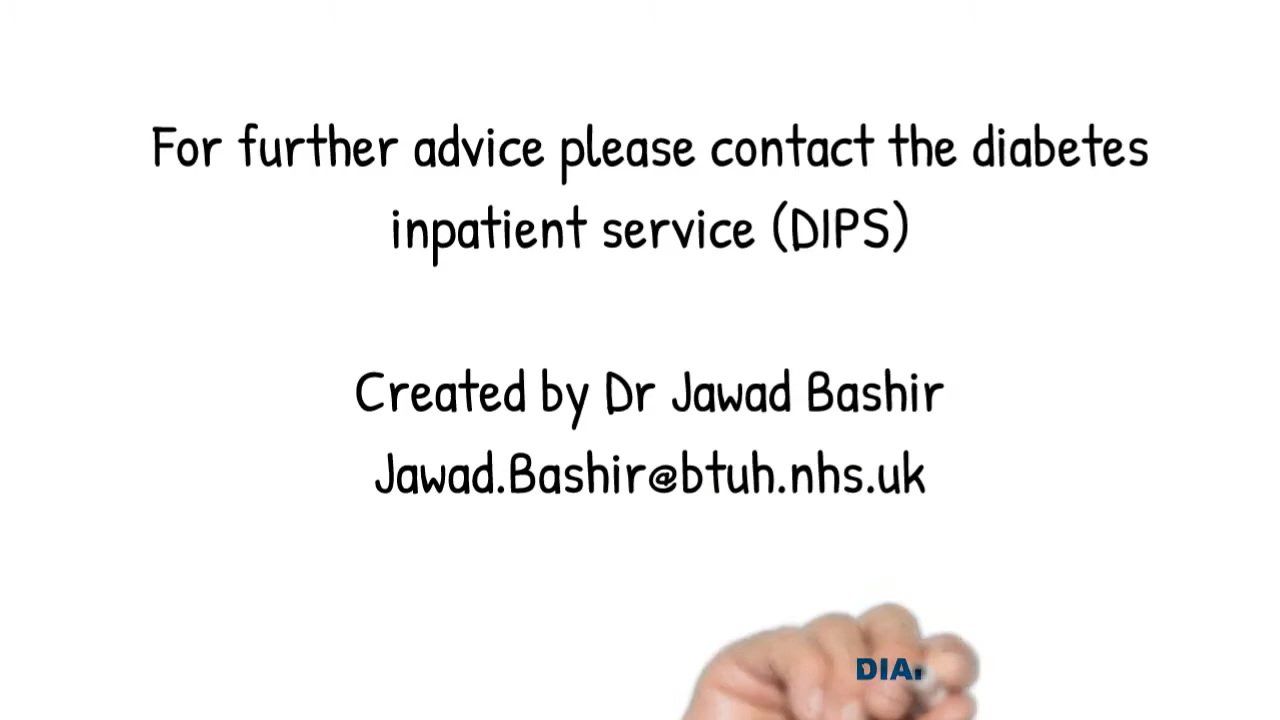 For further advice please contact the diabetes
inpatient service (DIPS)
Created by Dr Jawad Bashir
Jawad.Bashir@btuh.nhs.uk